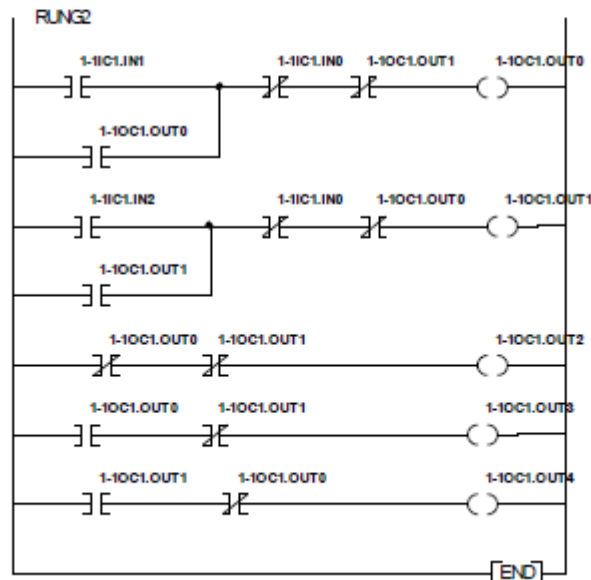 RUNG2
1-1IC1.IN1 1-1IC1.IN0 1-1OC1.OUT1 1-1OC1.OUT0
1-1OC1.OUT0
1-1IC1.IN2 1-1IC1.IN0 1-1OC1.OUT0 1-1OC1.OUT1
1-1OC1.OUT1
1-1OC1.OUT0 1-1OC1.OUT1 1-1OC1.OUT2
1-1OC1.OUT0 1-1OC1.OUT1 1-1OC1.OUT3
1-1OC1.OUT1 1-1OC1.OUT0 1-1OC1.OUT4
END